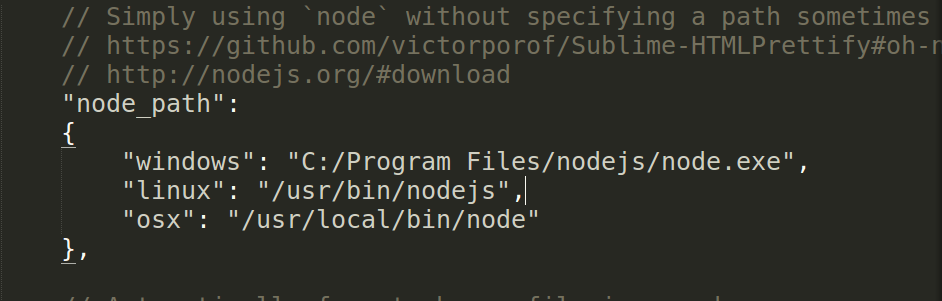 // Simply using `node` without specifying a path sometimes
// https://github.com/victorporof/Sublime-HTMLPrettify#oh-
// http://nodejs.org/#download
"node_path":
{
"windows": "C:/Program Files/nodejs/node.exe",
"linux": "/usr/bin/nodejs",
"osx": "/usr/local/bin/node"
},